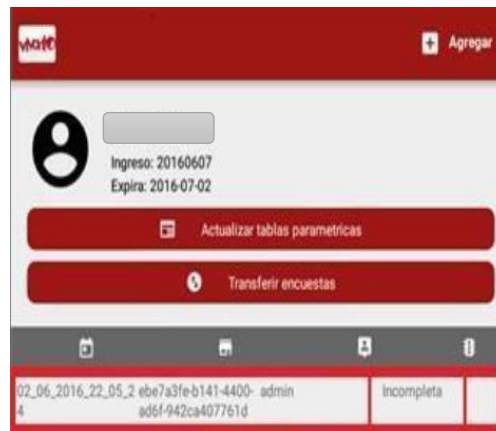 Agregar
Ingreso: 20160607
Expira: 2016-07-02
Actualizar tablas parametricas
Transferir encuestas
02_06_2016_22_05_2 ebe7a3fe-b141-4400- admin Incompleta
4 ad6f-942ca407761d